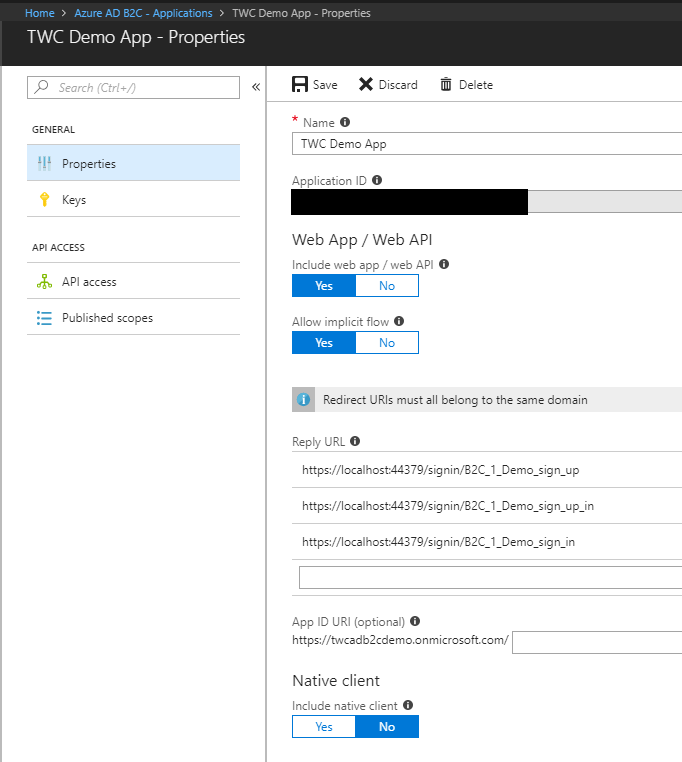 Home > Azure AD B2C - Applications > TWC Demo App - Properties
TWC Demo App - Properties
Search (Ctrl+/)
«
GENERAL
Properties
Keys
API ACCESS
API access
Published scopes
Save Discard Delete
* Name
TWC Demo App
Application ID
Web App / Web API
Include web app / web API
Yes No
Allow implicit flow
Yes No
Redirect URIs must all belong to the same domain
Reply URL
https://localhost:44379/signin/B2C_1_Demo_sign_up
https://localhost:44379/signin/B2C_1_Demo_sign_up_in
https://localhost:44379/signin/B2C_1_Demo_sign_in
App ID URI (optional)
https://twcadb2cdemo.onmicrosoft.com/
Native client
Include native client
Yes No